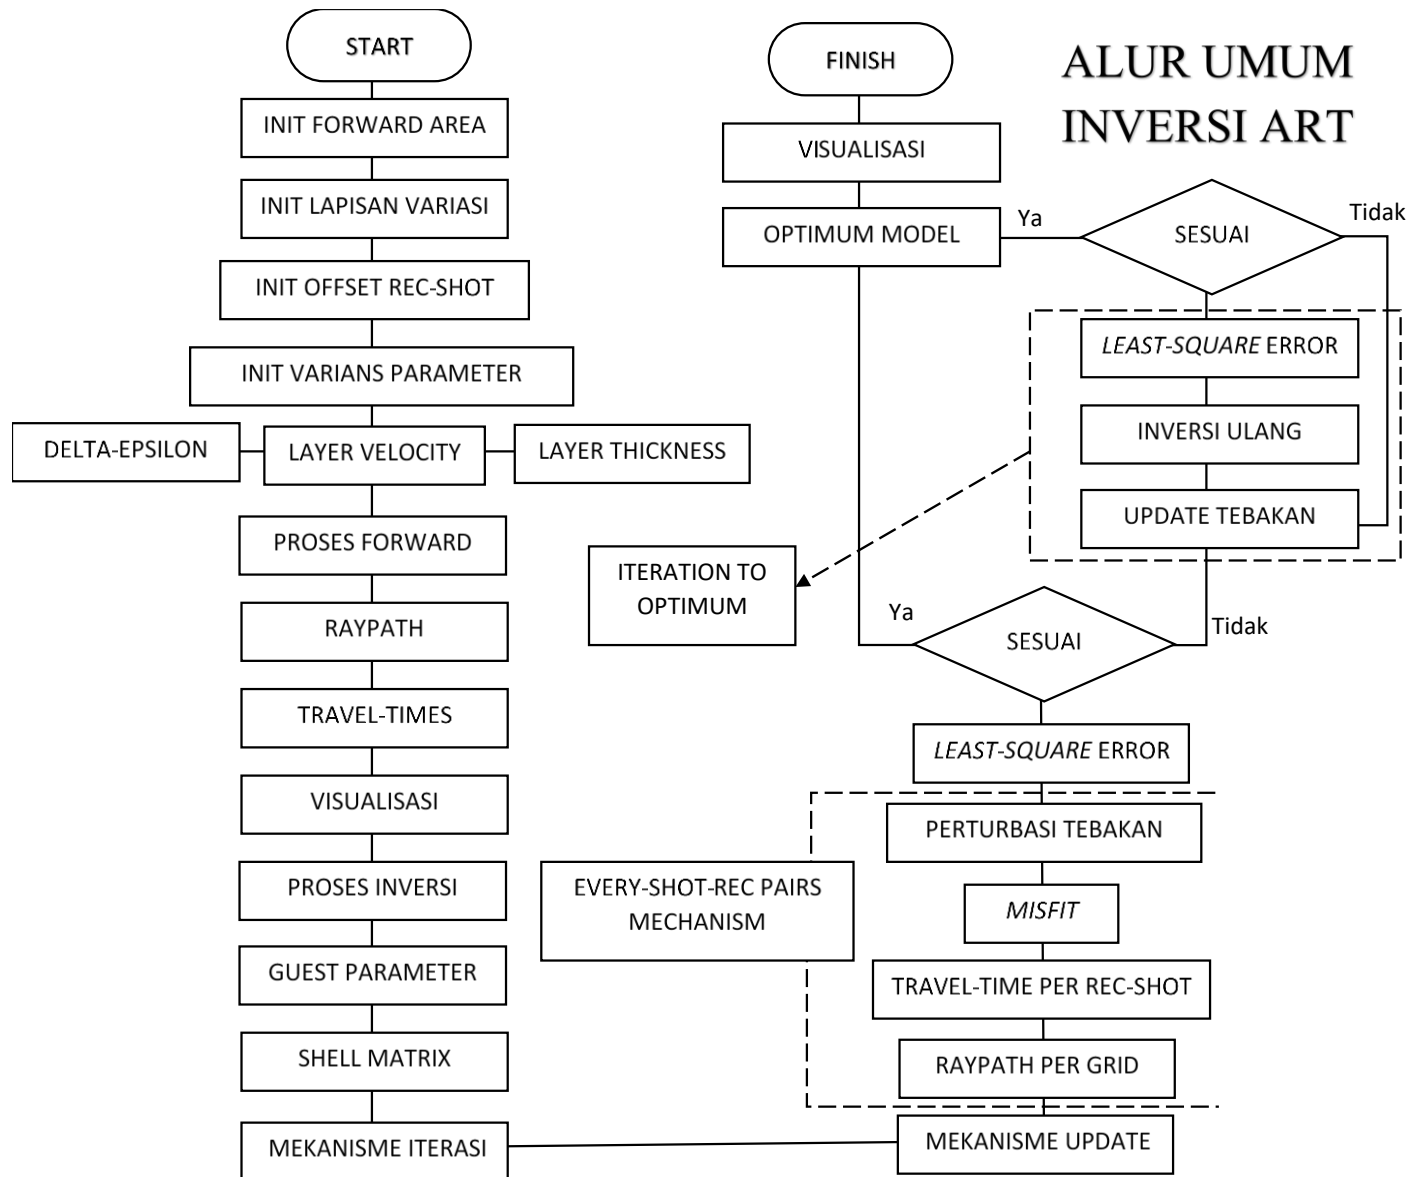 ALUR UMUM
INVERSI ART
START
INIT FORWARD AREA
INIT LAPISAN VARIASI
INIT OFFSET REC-SHOT
INIT VARIANS PARAMETER
DELTA-EPSILON
LAYER VELOCITY
LAYER THICKNESS
PROSES FORWARD
RAYPATH
TRAVEL-TIMES
VISUALISASI
PROSES INVERSI
GUEST PARAMETER
SHELL MATRIX
MEKANISME ITERASI
FINISH
VISUALISASI
OPTIMUM MODEL
Ya
SESUAI
Tidak
LEAST-SQUARE ERROR
INVERSI ULANG
UPDATE TEBAKAN
ITERATION TO
OPTIMUM
Ya
SESUAI
Tidak
LEAST-SQUARE ERROR
PERTURBASI TEBAKAN
EVERY-SHOT-REC PAIRS
MECHANISM
MISFIT
TRAVEL-TIME PER REC-SHOT
RAYPATH PER GRID
MEKANISME UPDATE